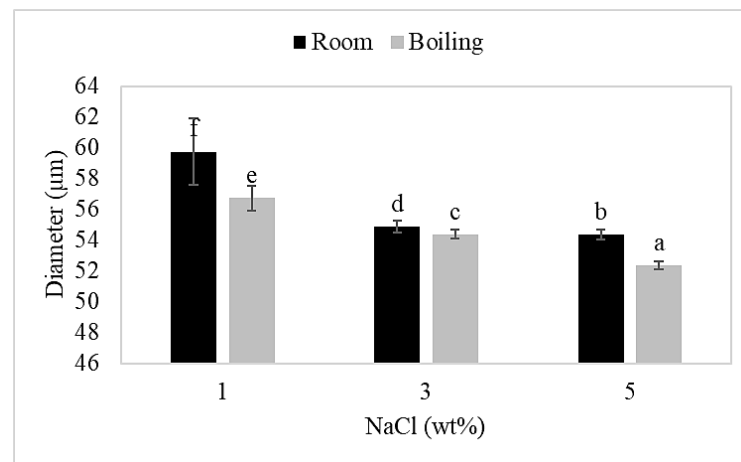 Room Boiling
64
62
60
58
56
54
52
50
48
46
Diameter (μm)
f
e
d
c
b
a
1 3 5
NaCl (wt%)